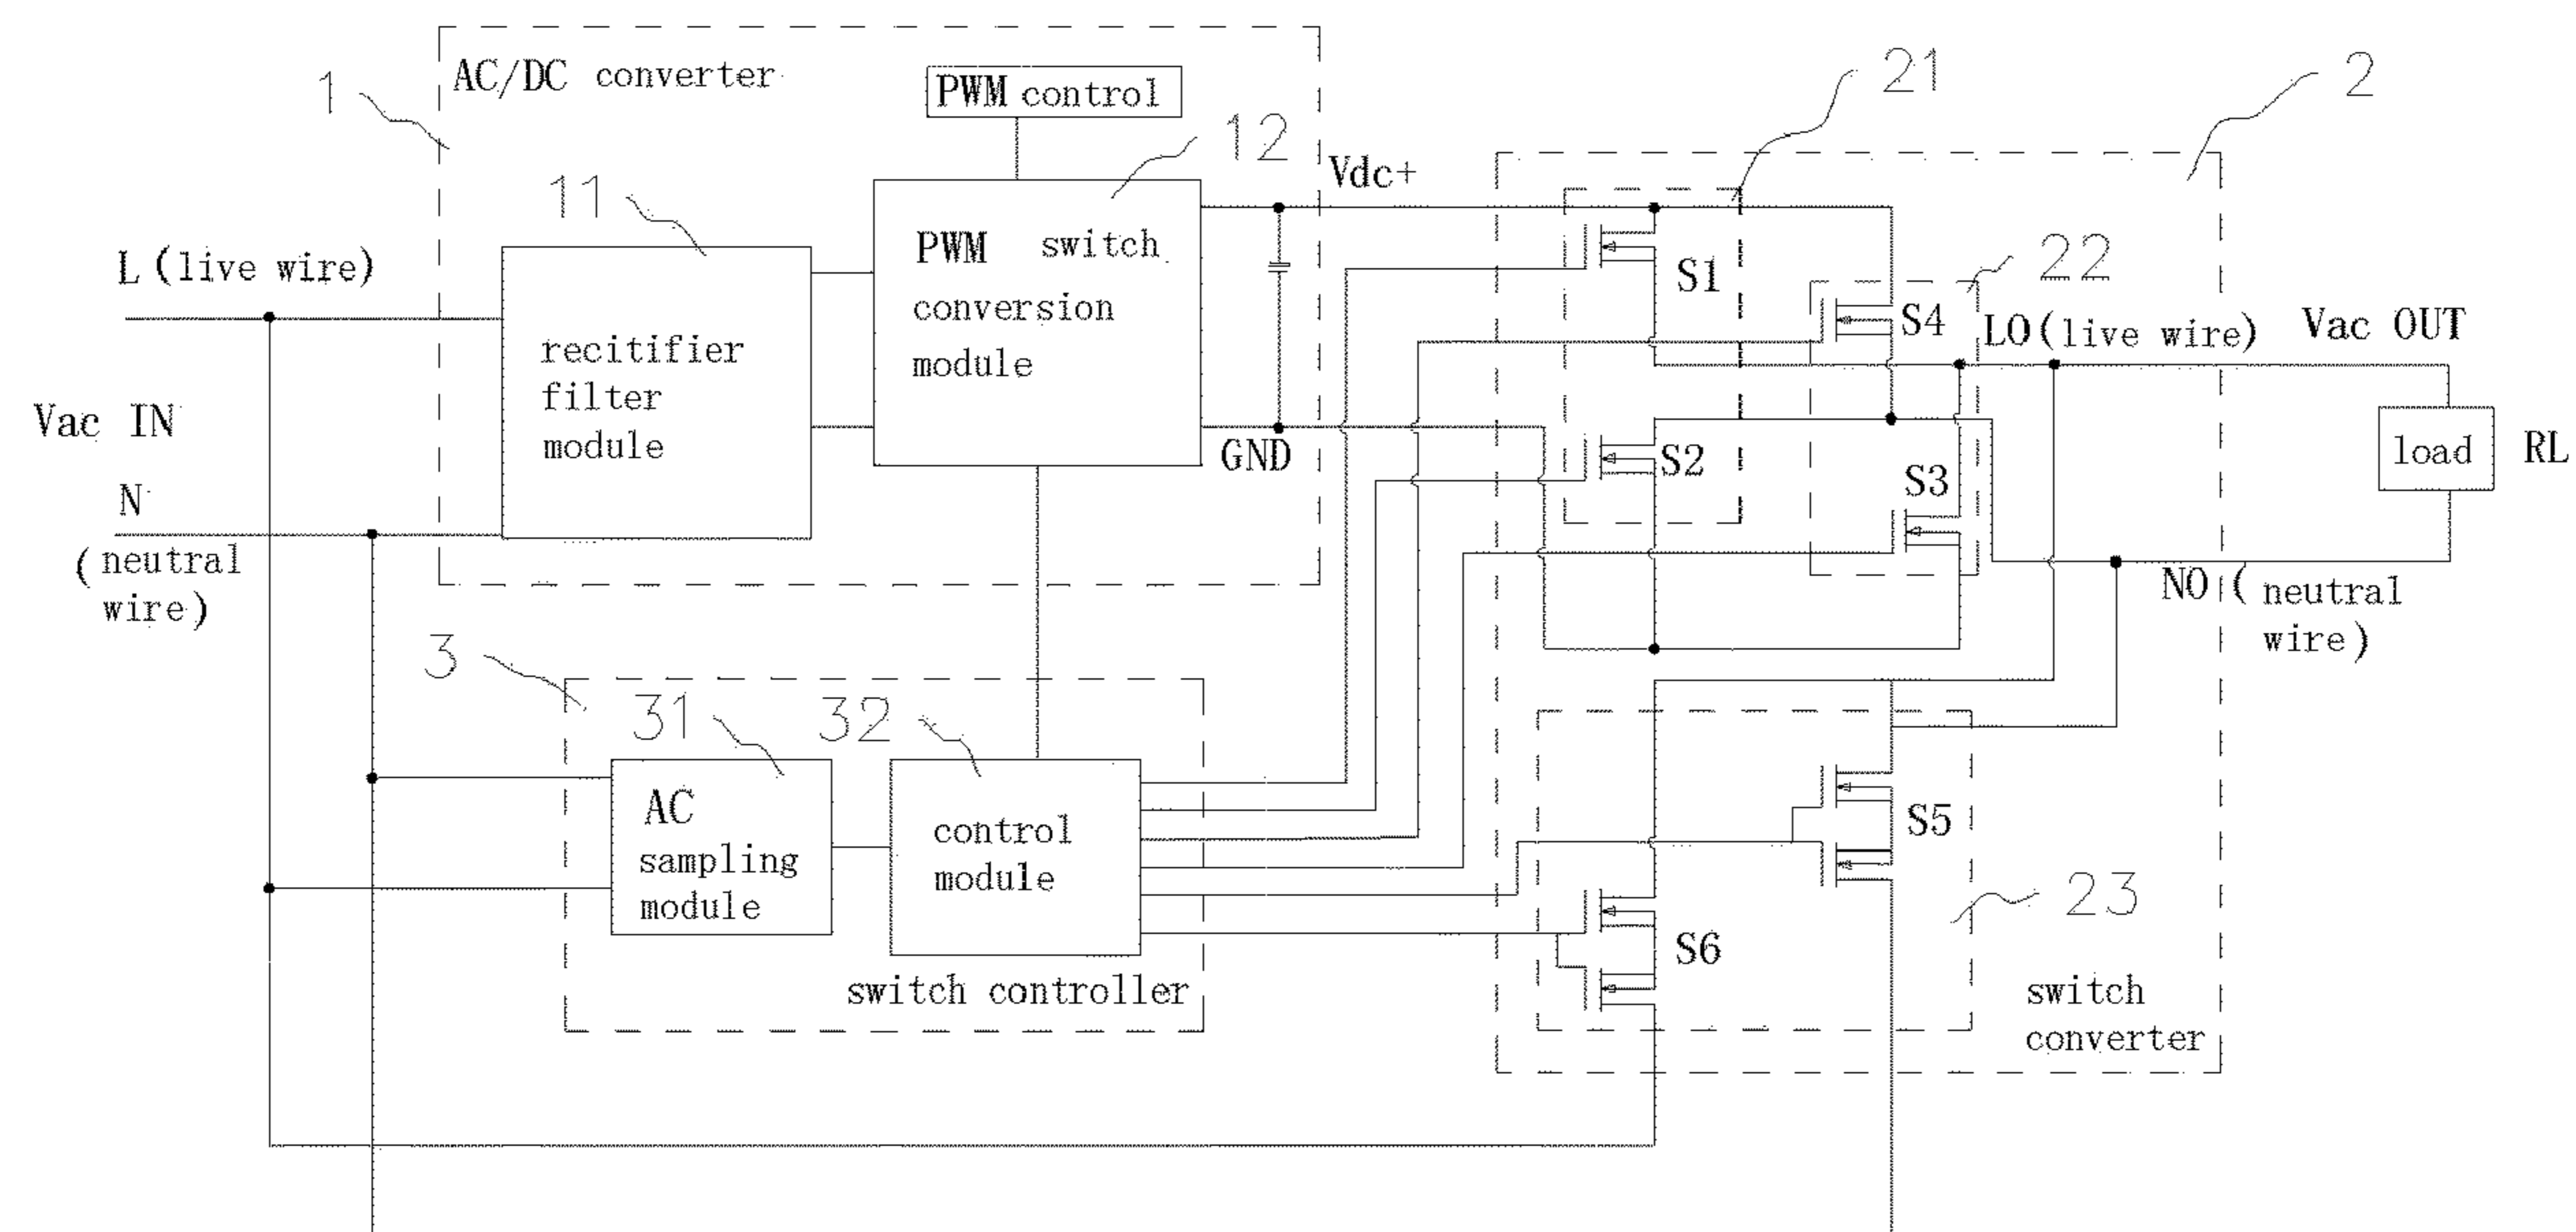 1
AC/DC converter
PWM control
12
11
PWM switch
conversion
module
recitifier
filter
module
L (live wire)
Vac IN
N
( neutral
wire)
Vdc+
GND
21
2
22
S1
S4
S2
S3
LO (live wire)
Vac OUT
load
RL
NO ( neutral
wire)
3
31
32
AC
sampling
module
control
module
switch controller
S5
S6
23
switch
converter